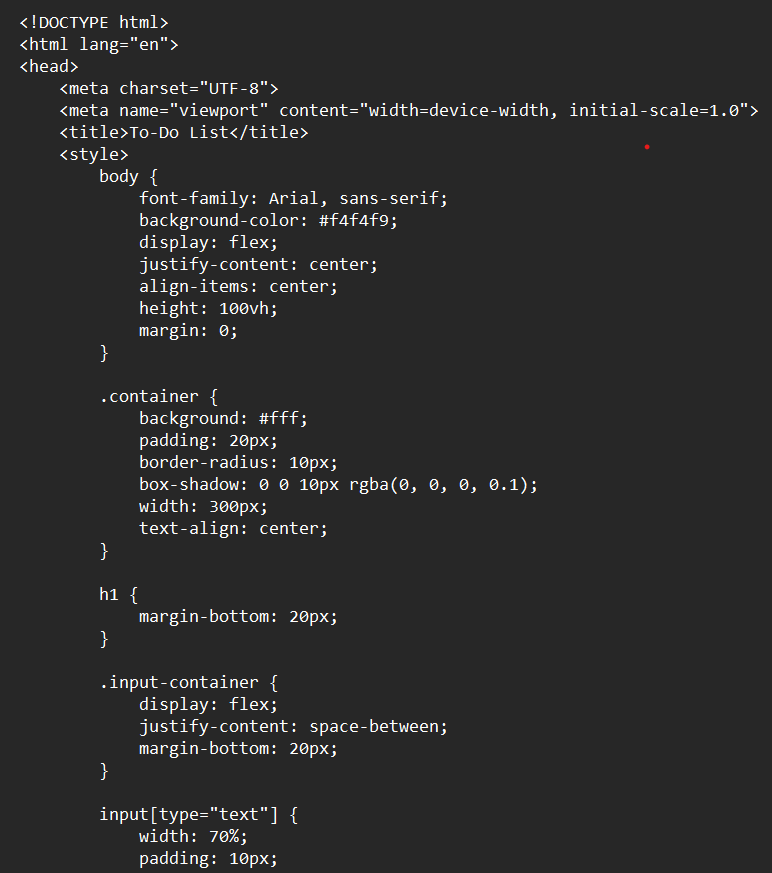 <!DOCTYPE html>
<html lang="en">
<head>
    <meta charset="UTF-8">
    <meta name="viewport" content="width=device-width, initial-scale=1.0">
    <title>To-Do List</title>
    <style>
        body {
            font-family: Arial, sans-serif;
            background-color: #f4f4f9;
            display: flex;
            justify-content: center;
            align-items: center;
            height: 100vh;
            margin: 0;
        }

        .container {
            background: #fff;
            padding: 20px;
            border-radius: 10px;
            box-shadow: 0 0 10px rgba(0, 0, 0, 0.1);
            width: 300px;
            text-align: center;
        }

        h1 {
            margin-bottom: 20px;
        }

        .input-container {
            display: flex;
            justify-content: space-between;
            margin-bottom: 20px;
        }

        input[type="text"] {
            width: 70%;
            padding: 10px;